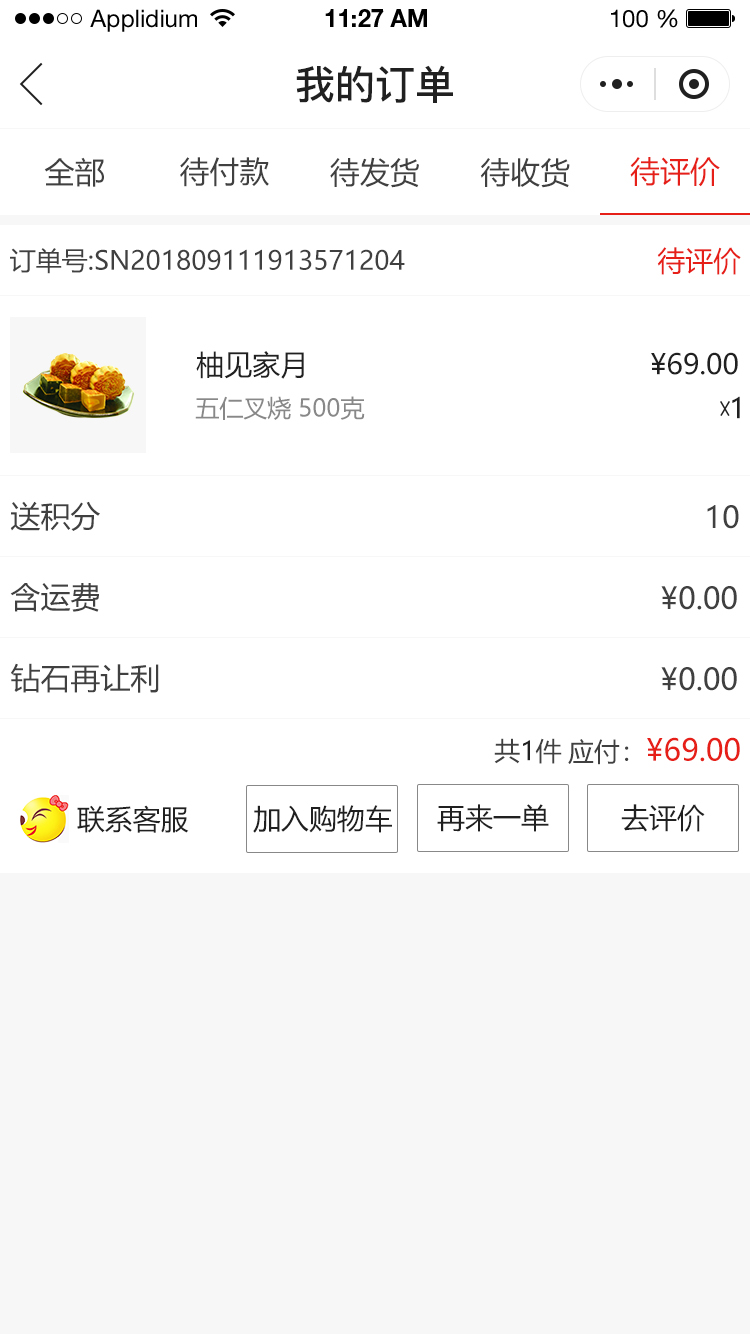 Applidium 11:27 AM 100 %
我的订单
全部 待付款 待发货 待收货 待评价
订单号:SN201809111913571204 待评价
柚见家月 ¥69.00
五仁叉烧 500克 x1
送积分 10
含运费 ¥0.00
钻石再让利 ¥0.00
共1件 应付：¥69.00
联系客服 加入购物车 再来一单 去评价